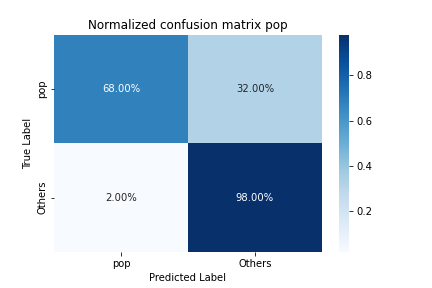 Normalized confusion matrix pop
pop
68.00%
32.00%
0.8
0.6
True Label
0.4
Others
2.00%
98.00%
0.2
pop
Others
Predicted Label